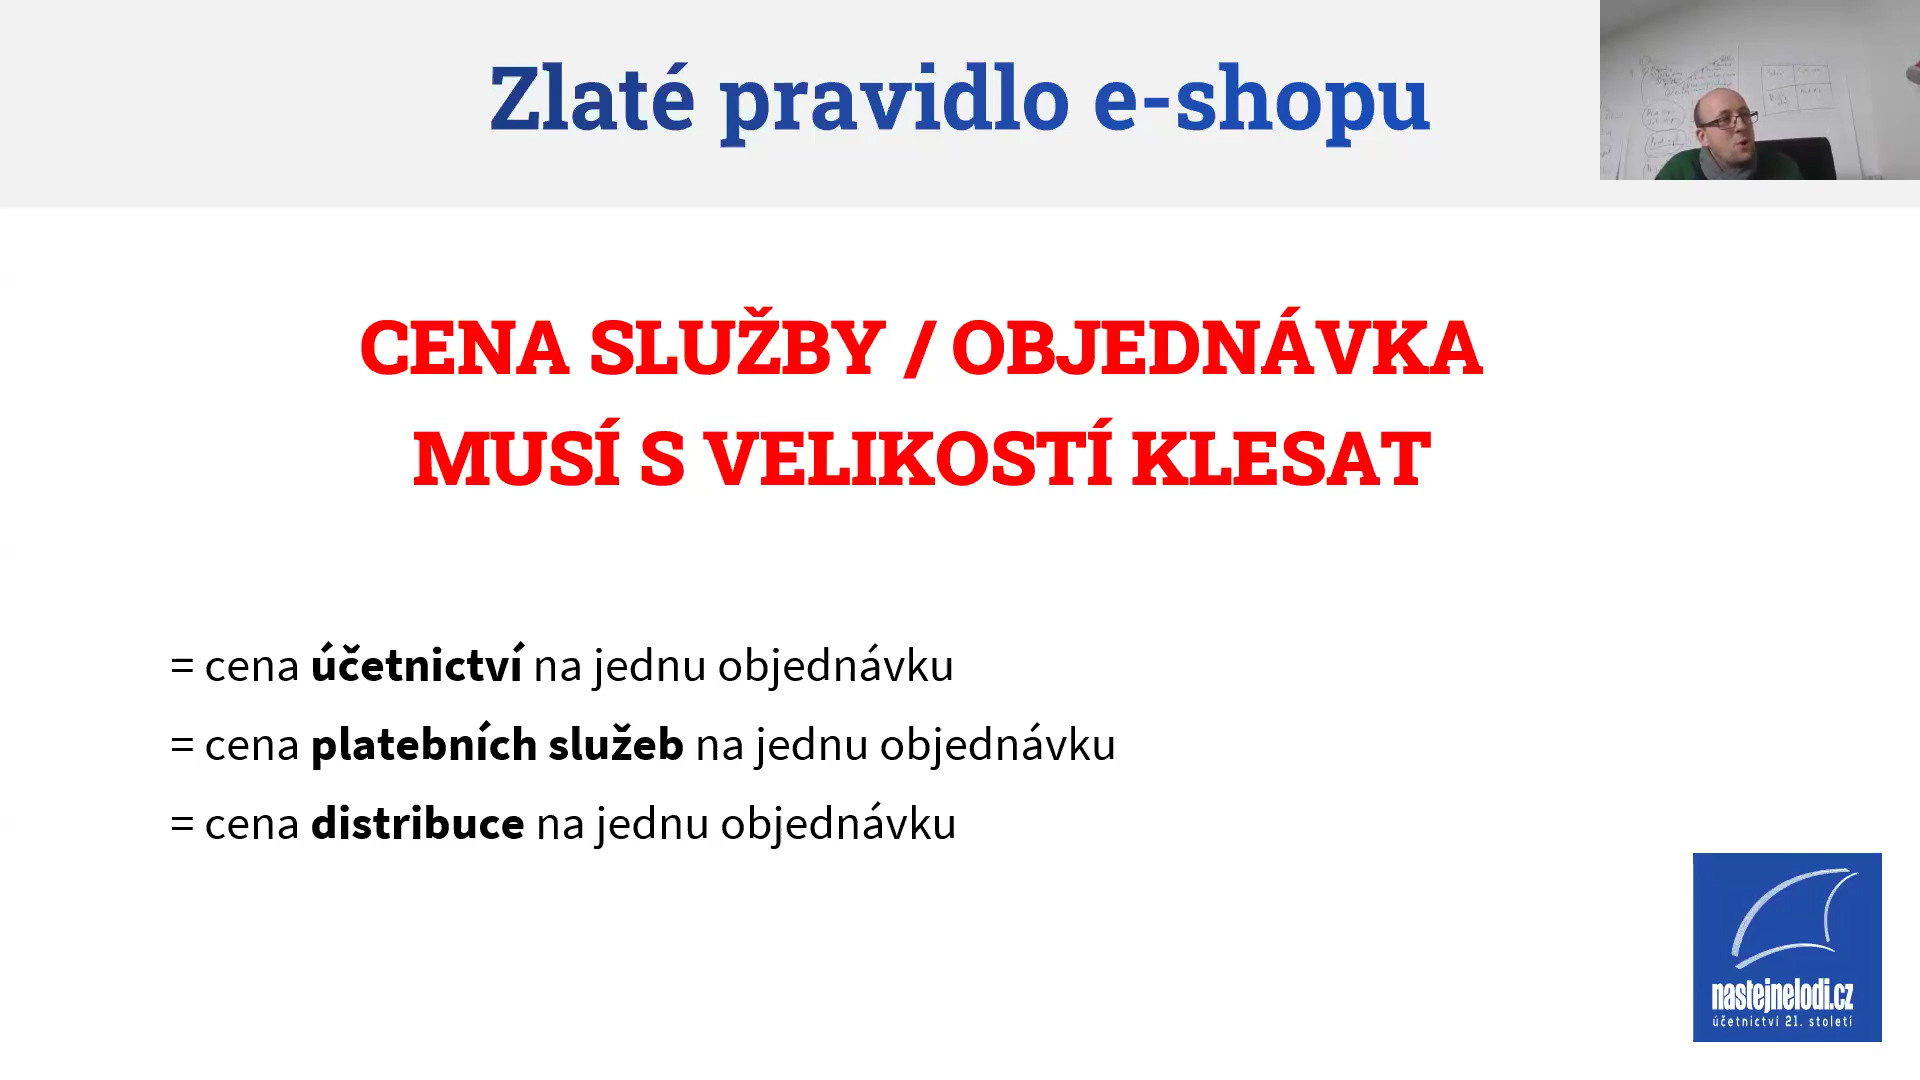 Zlaté pravidlo e-shopu
CENA SLUŽBY / OBJEDNÁVKA
MUSÍ S VELIKOSTÍ KLESAT
= cena účetnictví na jednu objednávku
= cena platebních služeb na jednu objednávku
= cena distribuce na jednu objednávku
nastejnelodi.cz
účetnictví 21. století